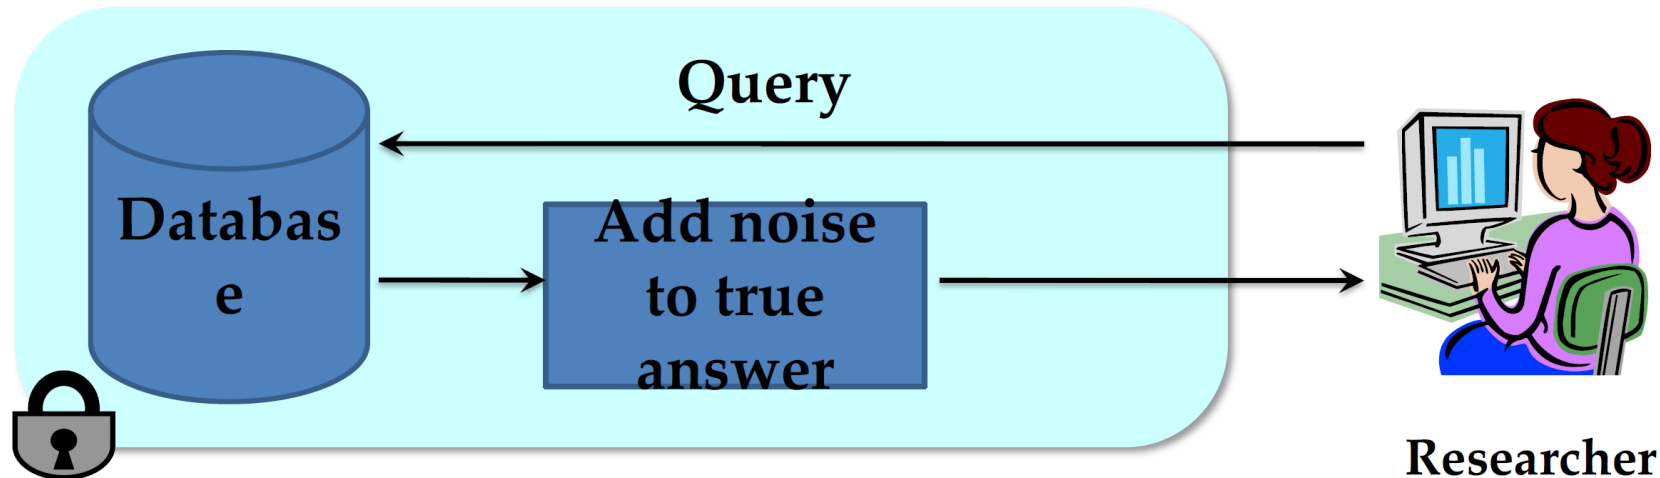 Query
Databas
e
Add noise
to true
answer
Researcher